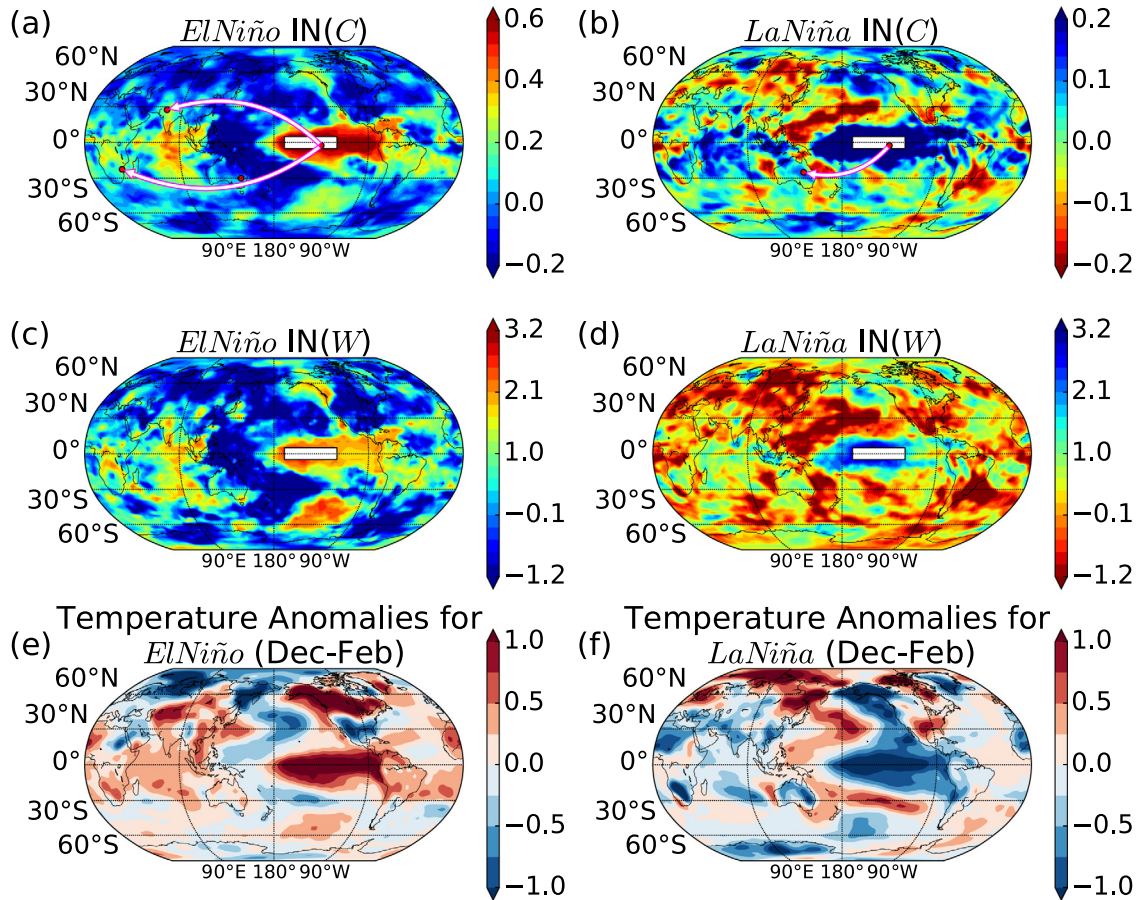 (a) ElNiño IN(C)
60°N
30°N
0°
30°S
60°S
90°E 180° 90°W
0.6
0.4
0.2
0.0
−0.2
(b) LaNiña IN(C)
60°N
30°N
0°
30°S
60°S
90°E 180° 90°W
0.2
0.1
0.0
−0.1
−0.2
(c) ElNiño IN(W)
60°N
30°N
0°
30°S
60°S
90°E 180° 90°W
3.2
2.1
1.0
−0.1
−1.2
(d) LaNiña IN(W)
60°N
30°N
0°
30°S
60°S
90°E 180° 90°W
3.2
2.1
1.0
−0.1
−1.2
Temperature Anomalies for
(e) ElNiño (Dec-Feb)
60°N
30°N
0°
30°S
60°S
90°E 180° 90°W
1.0
0.5
0.0
−0.5
−1.0
Temperature Anomalies for
(f) LaNiña (Dec-Feb)
60°N
30°N
0°
30°S
60°S
90°E 180° 90°W
1.0
0.5
0.0
−0.5
−1.0